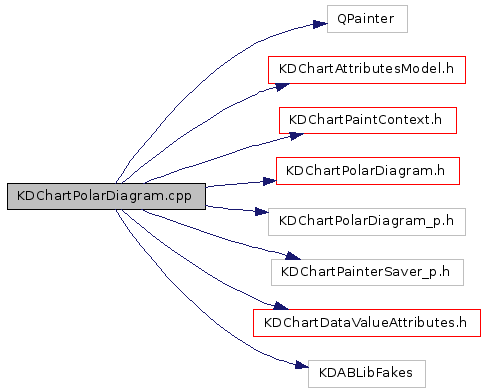 QPainter
KDChartAttributesModel.h
KDChartPaintContext.h
KDChartPolarDiagram.h
KDChartPolarDiagram.cpp
KDChartPolarDiagram_p.h
KDChartPainterSaver_p.h
KDChartDataValueAttributes.h
KDABLibFakes